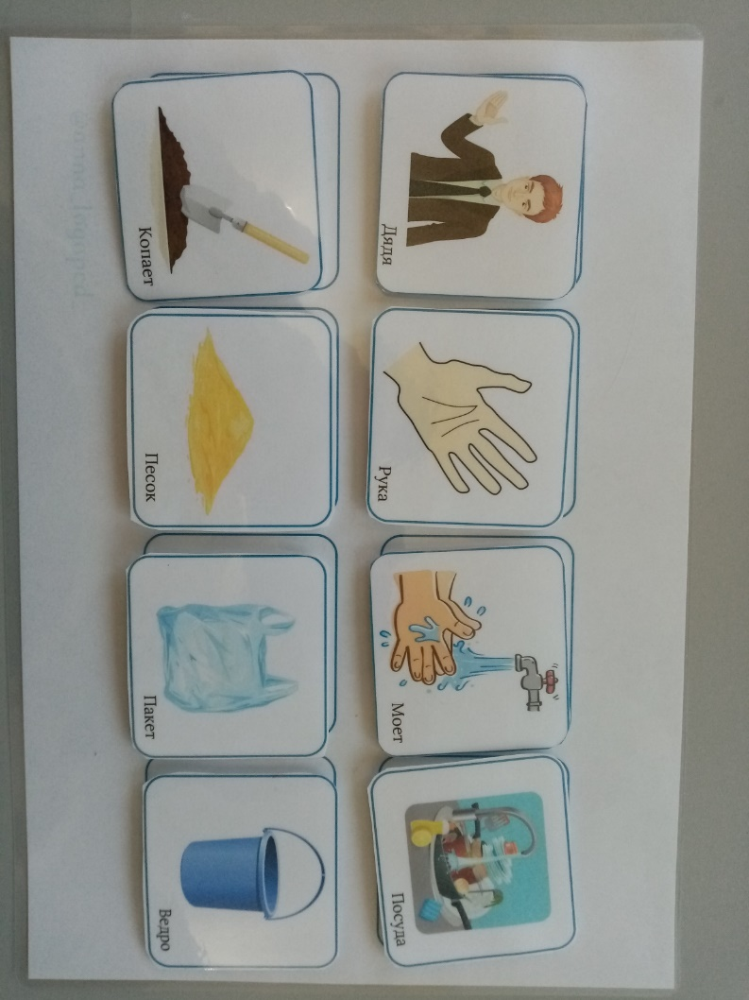 Дядя
Рука
Моет
Посуда
Копает
Песок
Пакет
Ведро